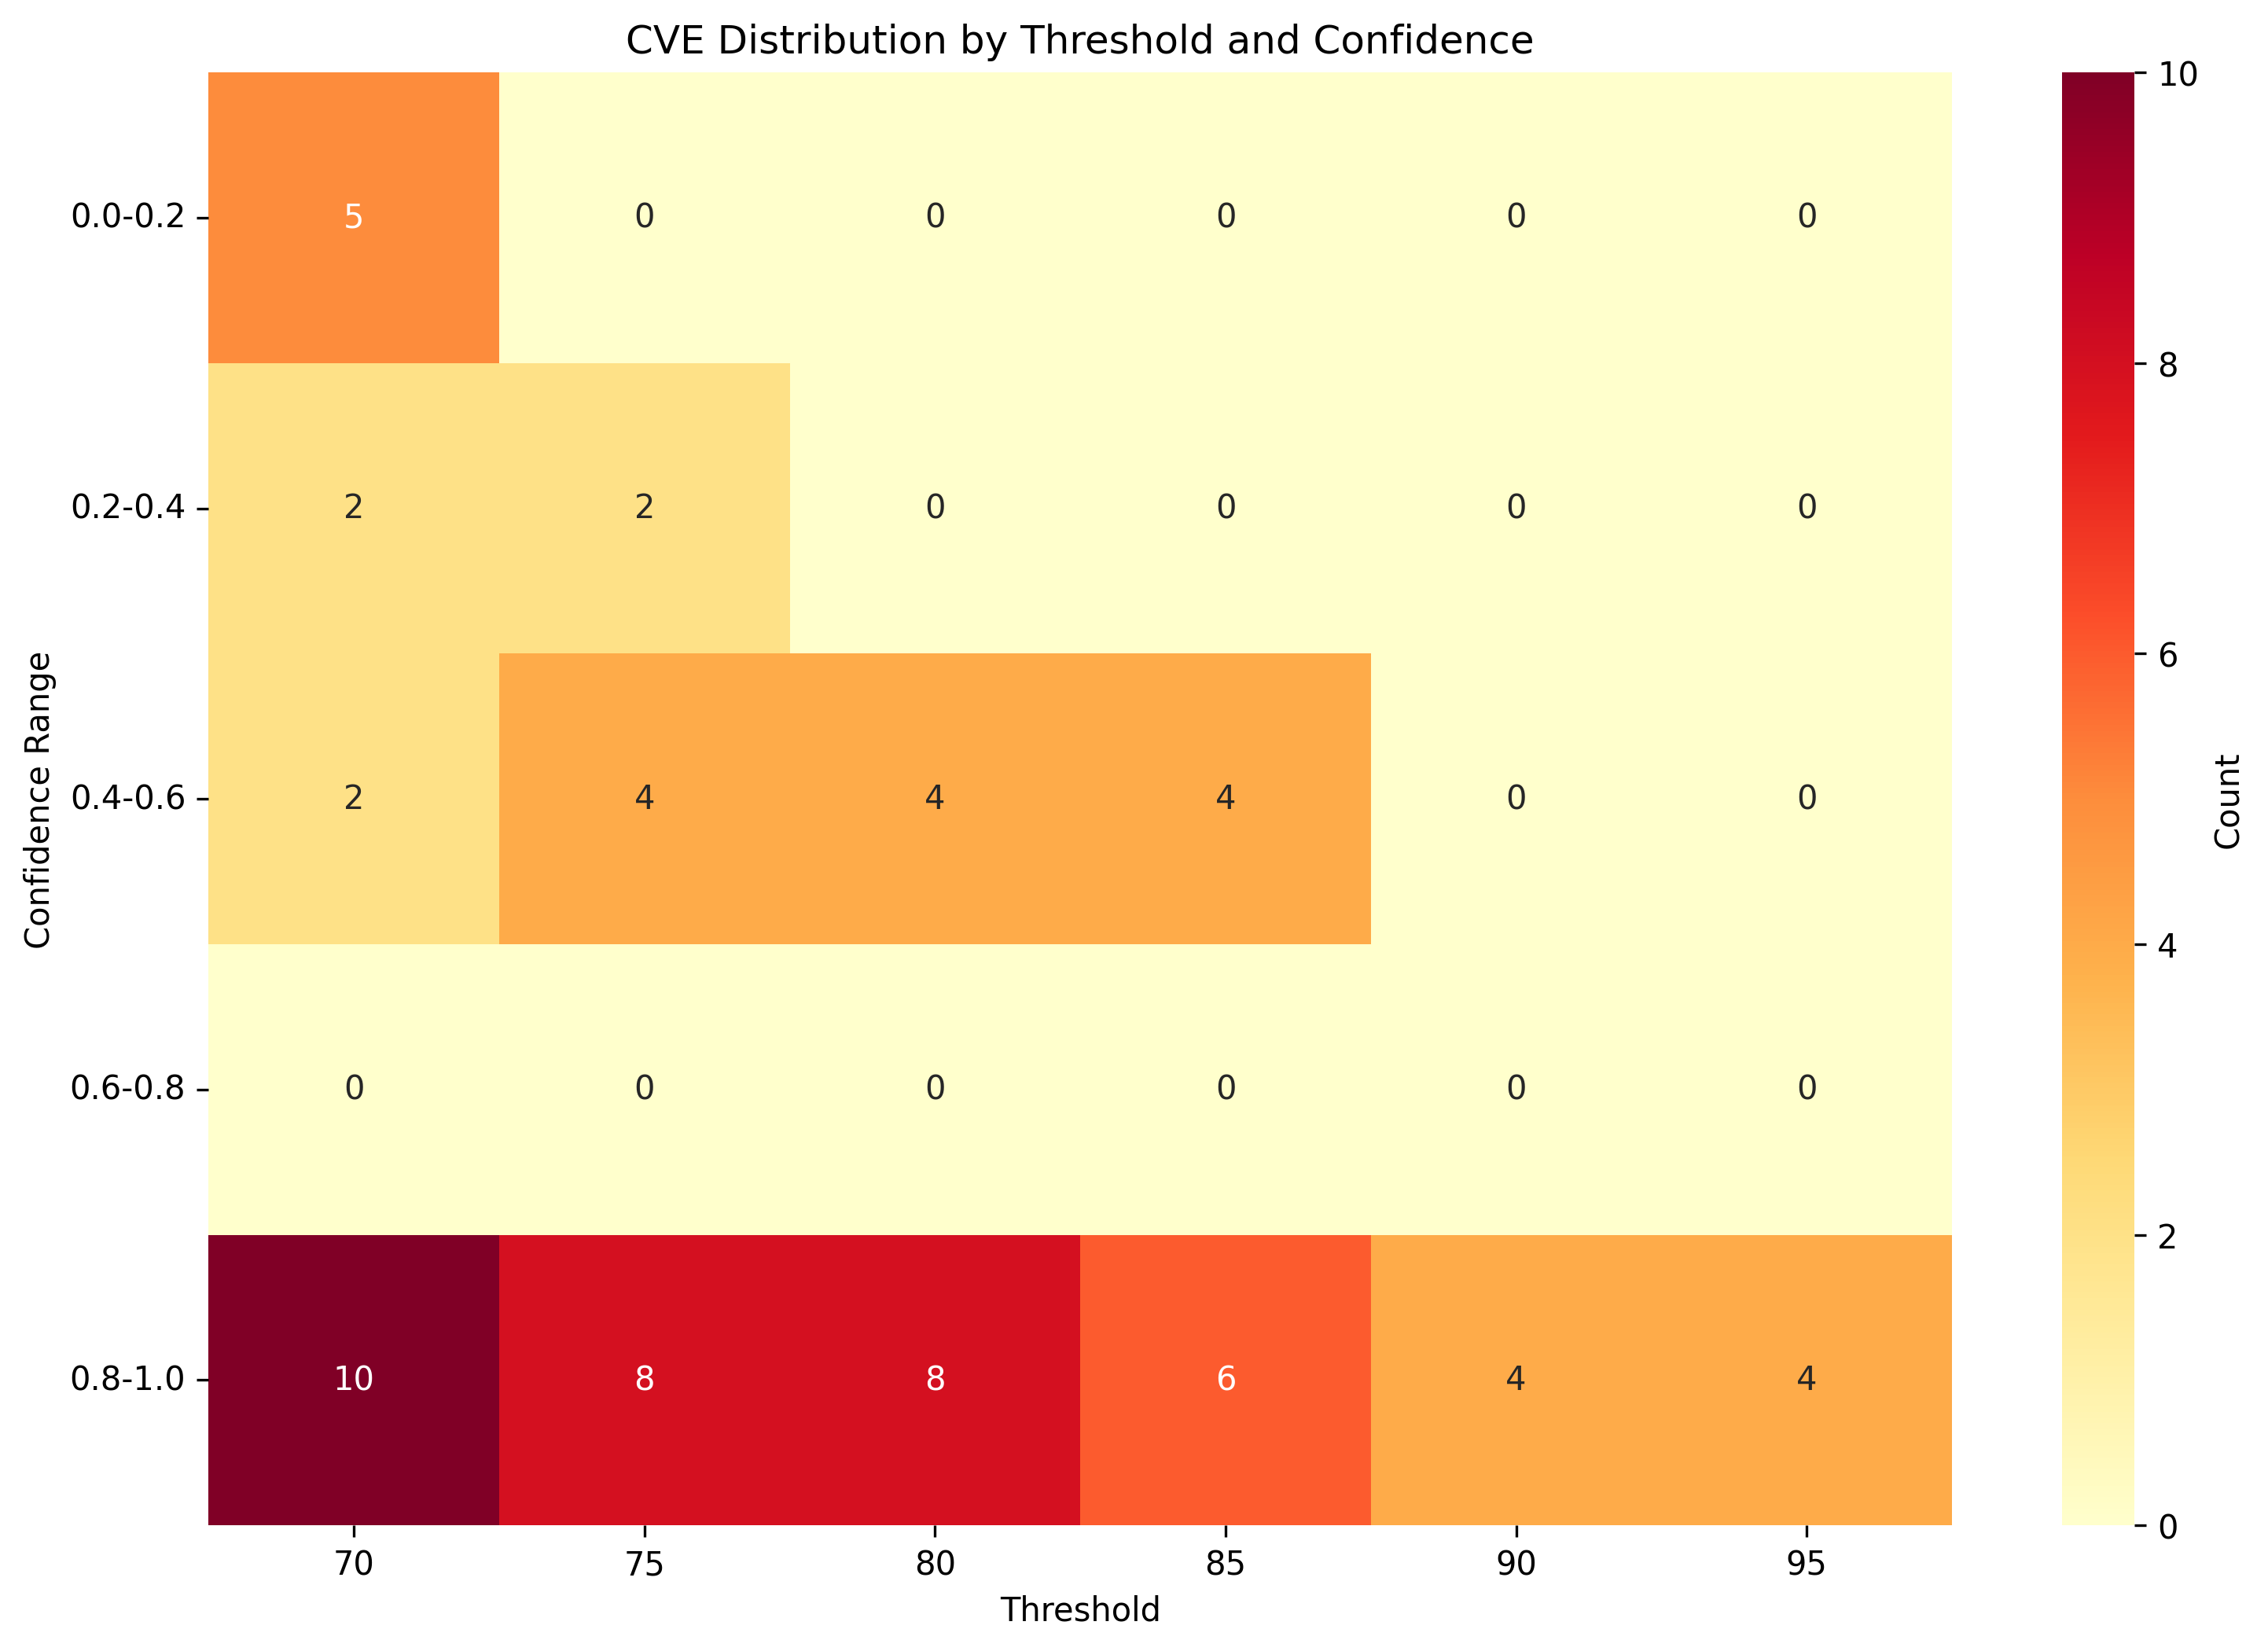 CVE Distribution by Threshold and Confidence
0.0-0.2 5 0 0 0 0 0
0.2-0.4 2 2 0 0 0 0
0.4-0.6 2 4 4 4 0 0
0.6-0.8 0 0 0 0 0 0
0.8-1.0 10 8 8 6 4 4
70 75 80 85 90 95
Threshold
Confidence Range
10
8
6
4
2
0
Count